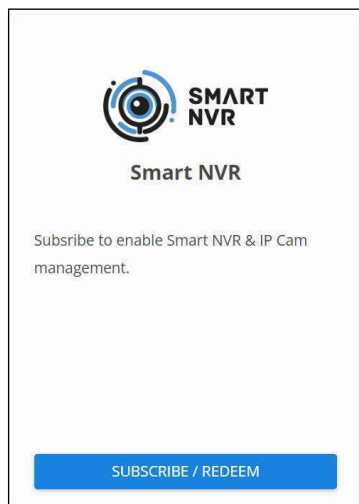 SMART
NVR
Smart NVR
Subsribe to enable Smart NVR & IP Cam
management.
SUBSCRIBE / REDEEM